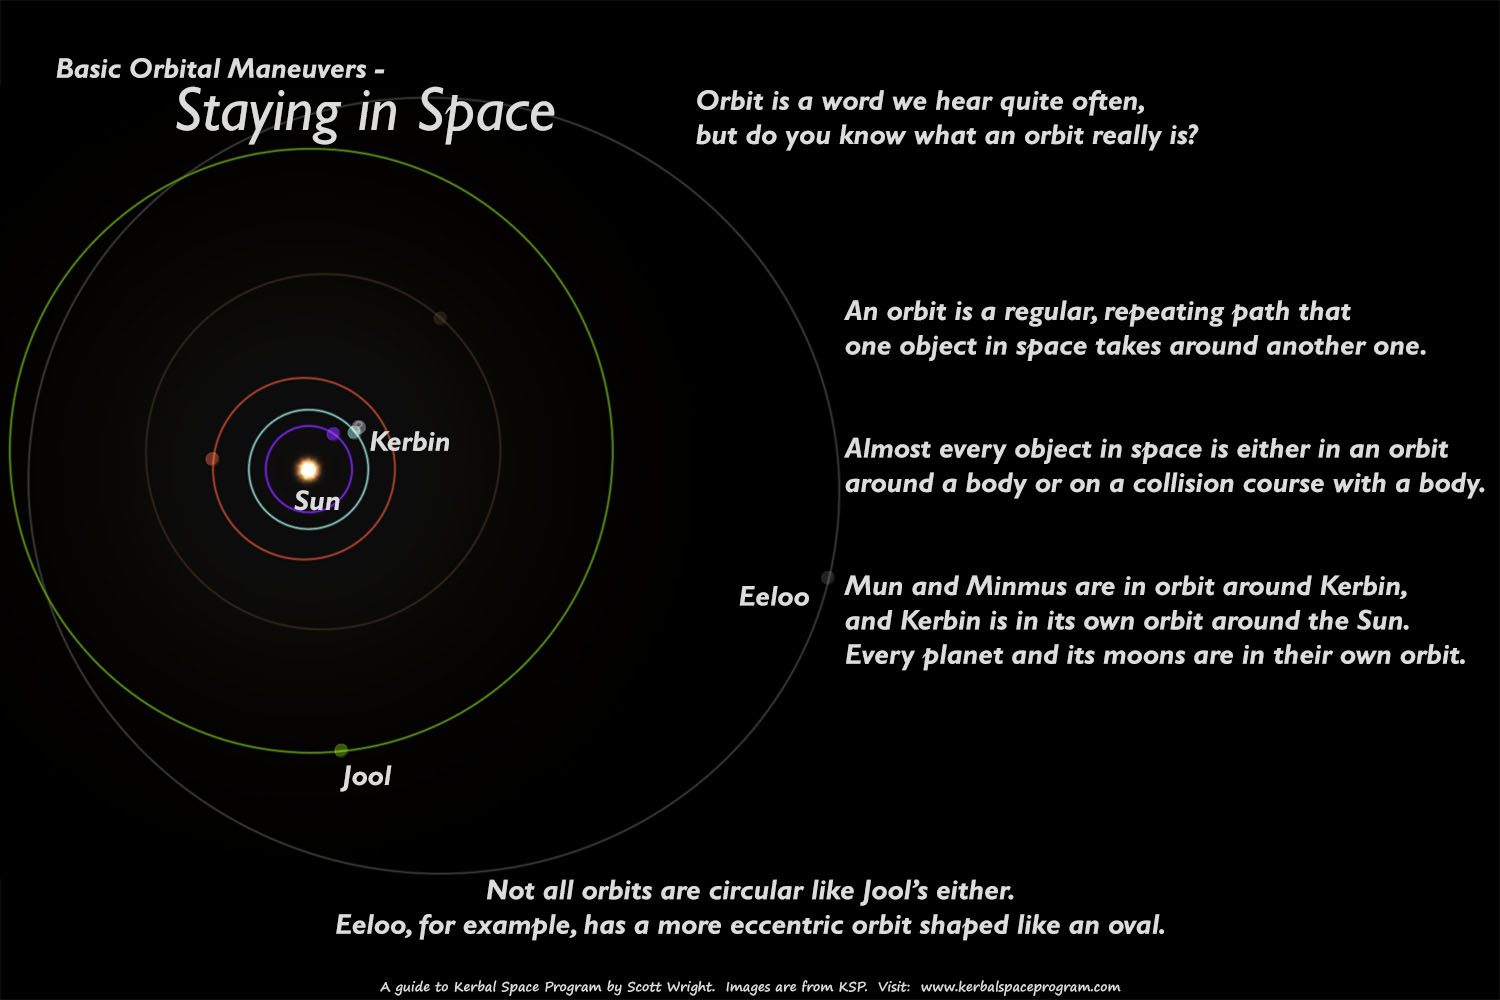 Basic Orbital Maneuvers -
Staying in Space
Orbit is a word we hear quite often,
but do you know what an orbit really is?
An orbit is a regular, repeating path that
one object in space takes around another one.
Kerbin
Sun
Almost every object in space is either in an orbit
around a body or on a collision course with a body.
Eeloo
Mun and Minmus are in orbit around Kerbin,
and Kerbin is in its own orbit around the Sun.
Every planet and its moons are in their own orbit.
Jool
Not all orbits are circular like Jool’s either.
Eeloo, for example, has a more eccentric orbit shaped like an oval.
A guide to Kerbal Space Program by Scott Wright.  Images are from KSP.  Visit:  www.kerbalspaceprogram.com